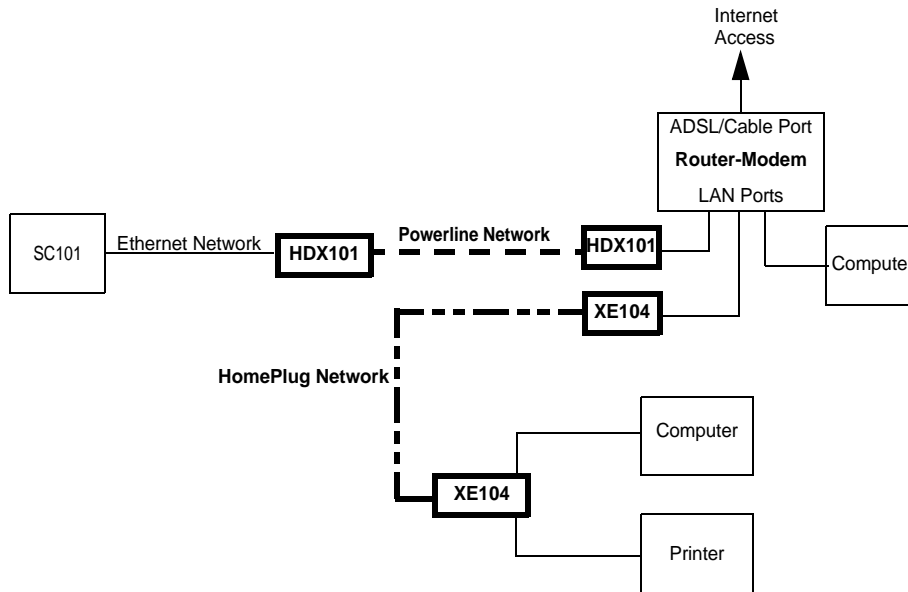 Internet
Access
ADSL/Cable Port
Router-Modem
LAN Ports
SC101
Ethernet Network
HDX101
Powerline Network
HDX101
Compute
XE104
HomePlug Network
Computer
XE104
Printer